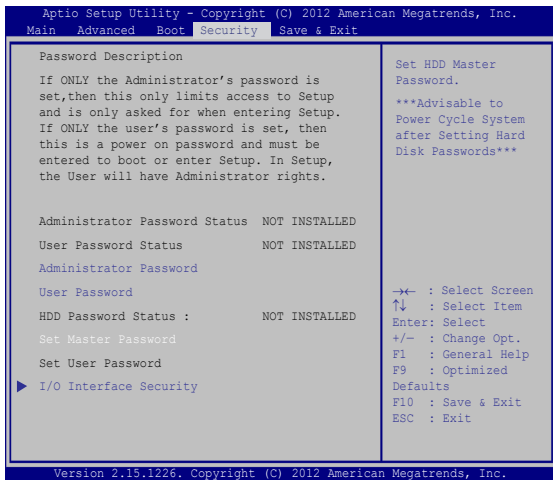 Aptio Setup Utility - Copyright (C) 2012 American Megatrends, Inc.
Main Advanced Boot Security Save & Exit
Password Description
If ONLY the Administrator's password is
set,then this only limits access to Setup
and is only asked for when entering Setup.
If ONLY the user's password is set, then
this is a power on password and must be
entered to boot or enter Setup. In Setup,
the User will have Administrator rights.
Administrator Password Status NOT INSTALLED
User Password Status NOT INSTALLED
Administrator Password
User Password
HDD Password Status : NOT INSTALLED
Set Master Password
Set User Password
I/O Interface Security
Set HDD Master
Password.
***Advisable to
Power Cycle System
after Setting Hard
Disk Passwords***
→← : Select Screen
↑↓ : Select Item
Enter: Select
+/— : Change Opt.
F1 : General Help
F9 : Optimized
Defaults
F10 : Save & Exit
ESC : Exit
Version 2.15.1226. Copyright (C) 2012 American Megatrends, Inc.